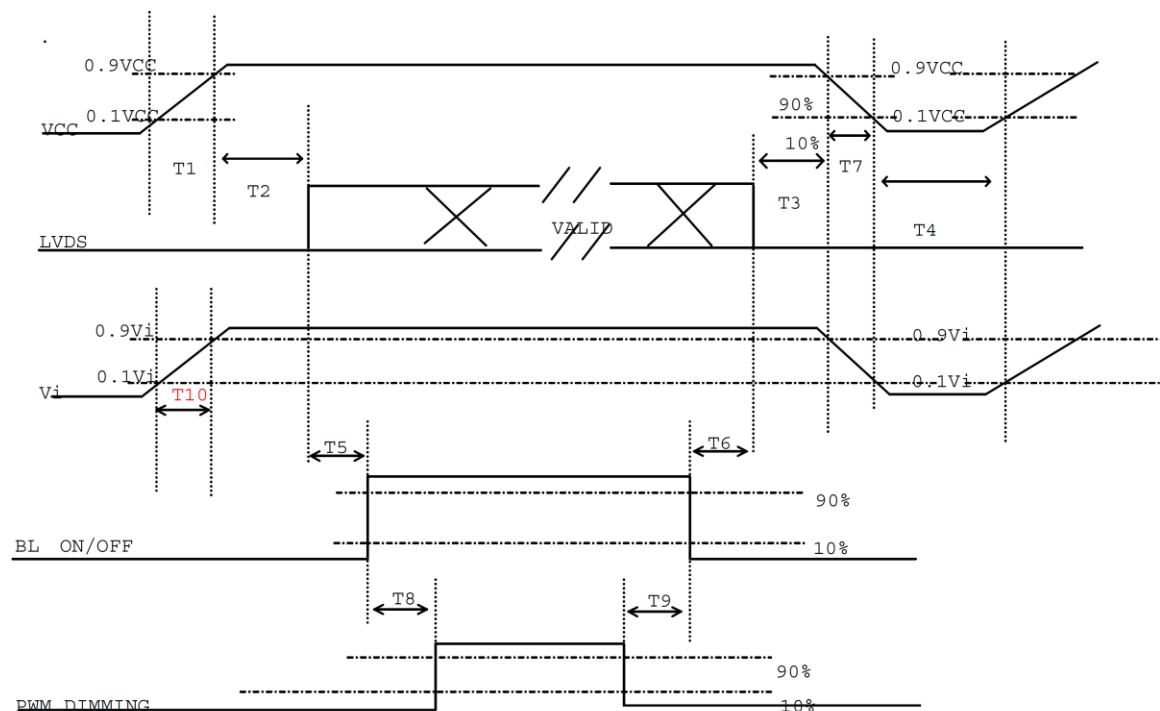 0.9VCC
0.9VCC
0.1VCC
90%
0.1VCC
VCC
10%
T1
T2
T7
T3
T4
VALID
LVDS
0.9Vi
0.9Vi
0.1Vi
0.1Vi
Vi
T10
T5
T6
90%
BL ON/OFF
10%
T8
T9
90%
PWM DIMMING
10%